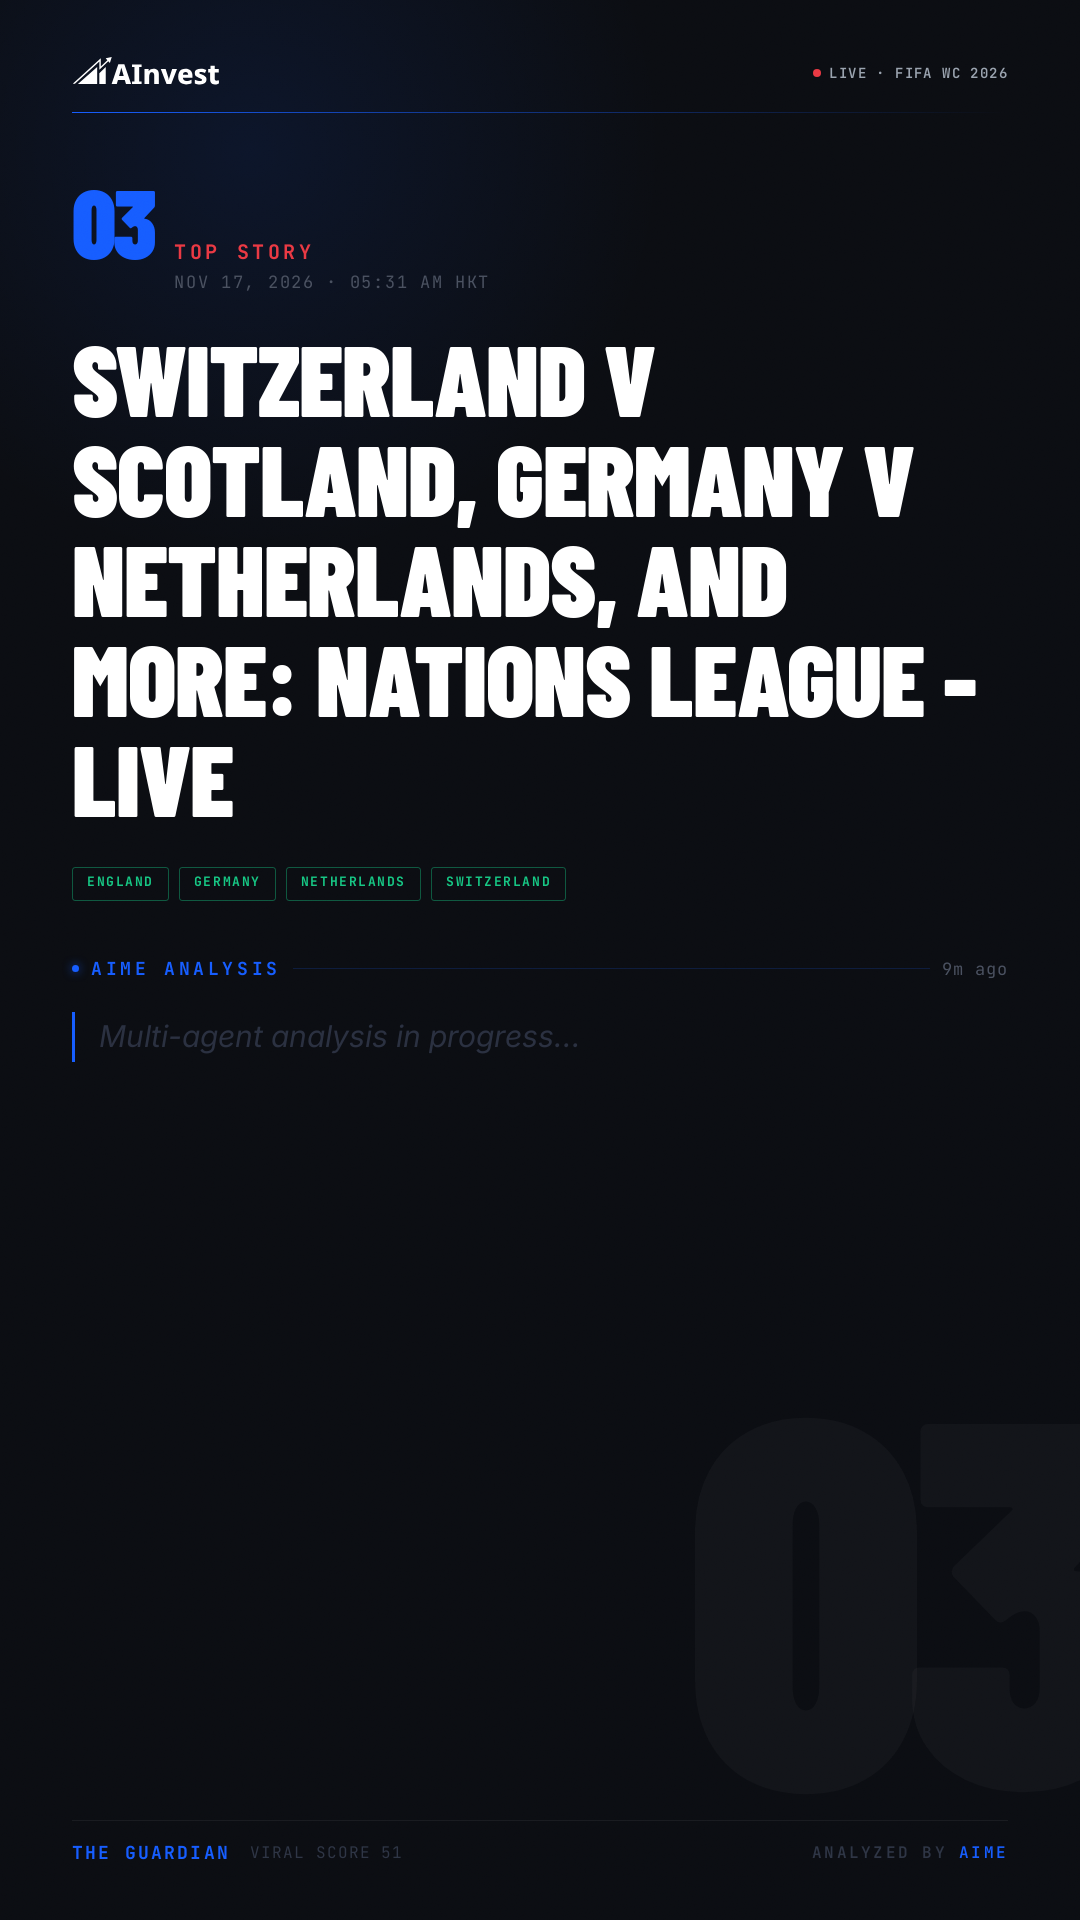 AInvest
LIVE · FIFA WC 2026
03
TOP STORY
NOV 17, 2026 · 05:31 AM HKT
SWITZERLAND V
SCOTLAND, GERMANY V
NETHERLANDS, AND
MORE: NATIONS LEAGUE –
LIVE
ENGLAND
GERMANY
NETHERLANDS
SWITZERLAND
AIME ANALYSIS
9m ago
Multi-agent analysis in progress...
03
THE GUARDIAN
VIRAL SCORE 51
ANALYZED BY AIME